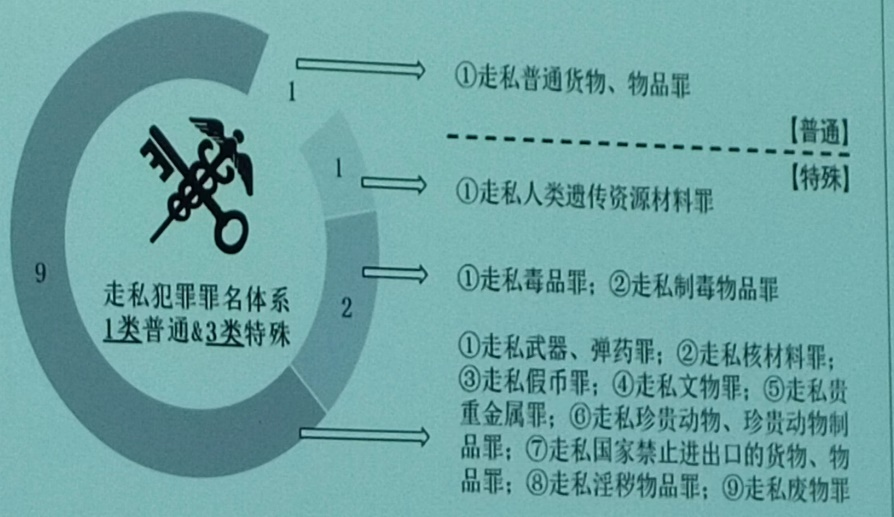 1
①走私普通货物、物品罪
【普通】
【特殊】
1
①走私人类遗传资源材料罪
9
走私犯罪罪名体系
1类普通&3类特殊
2
①走私毒品罪；②走私制毒物品罪
①走私武器、弹药罪；②走私核材料罪；
③走私假币罪；④走私文物罪；⑤走私贵
重金属罪；⑥走私珍贵动物、珍贵动物制
品罪；⑦走私国家禁止进出口的货物、物
品罪；⑧走私淫秽物品罪；⑨走私废物罪